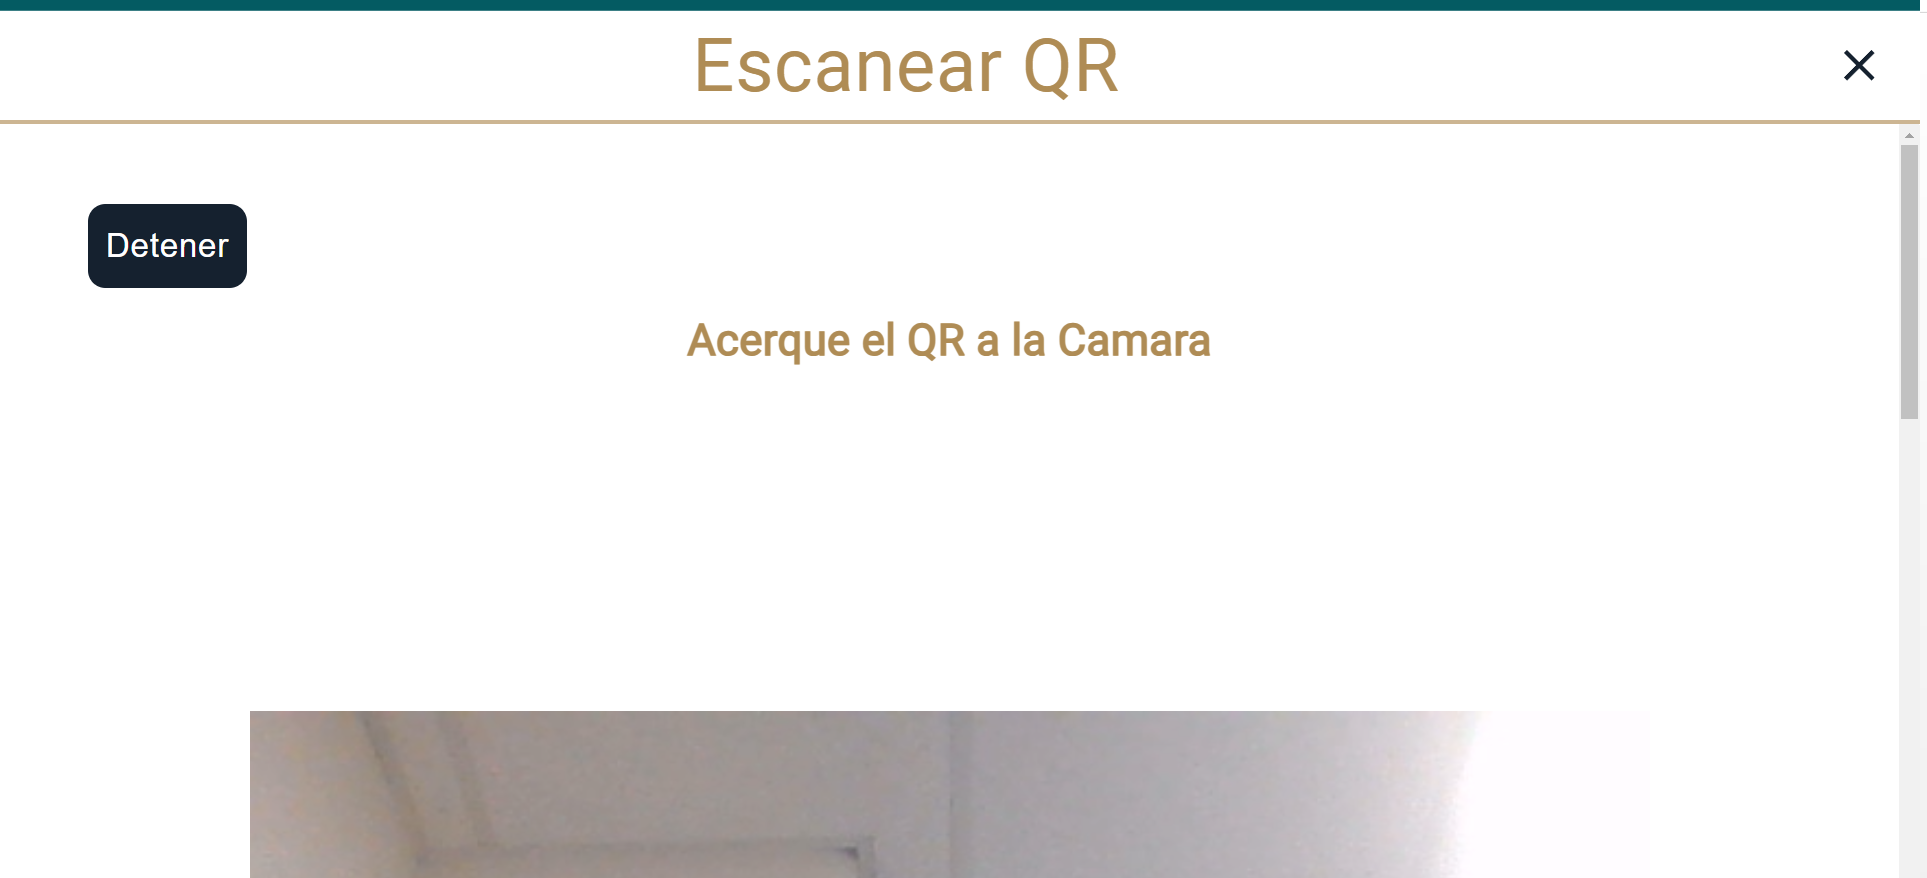 Escanear QR
Detener
Acerque el QR a la Camara